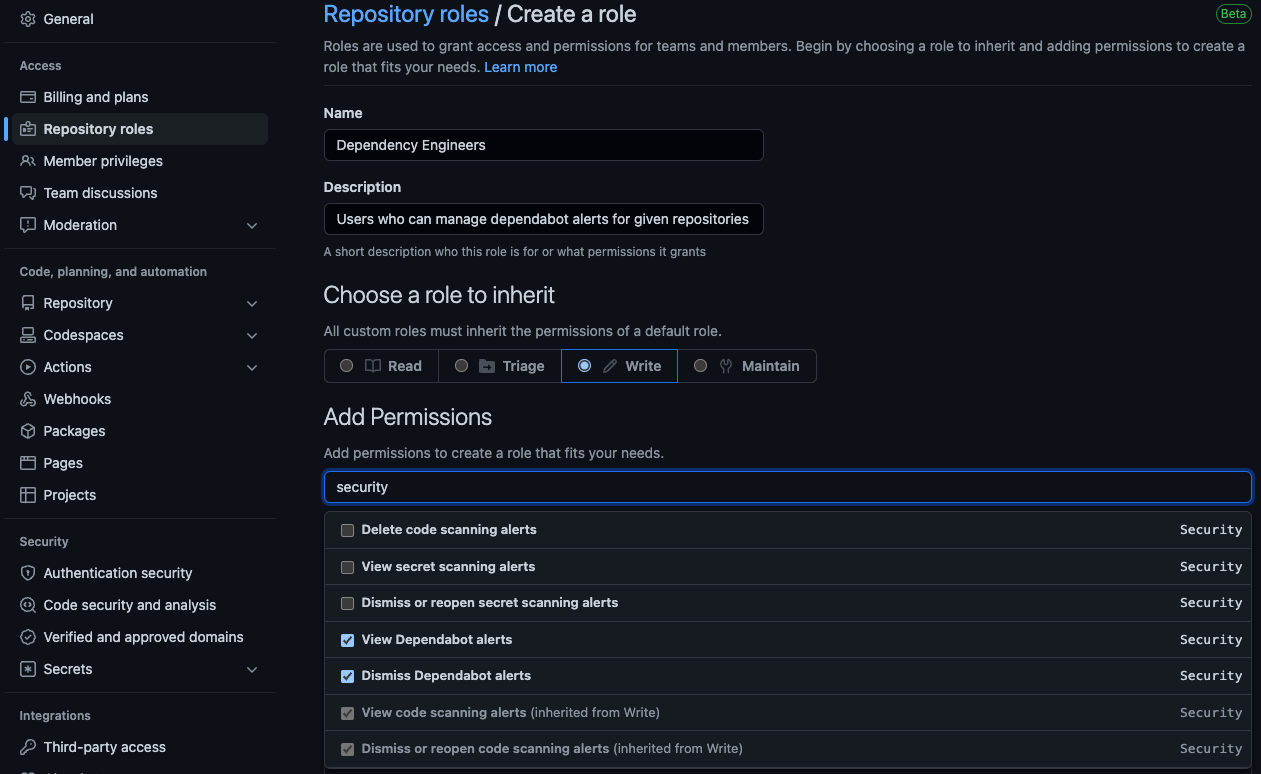 General
Access
Billing and plans
Repository roles
Member privileges
Team discussions
Moderation
Code, planning, and automation
Repository
Codespaces
Actions
Webhooks
Packages
Pages
Projects
Security
Authentication security
Code security and analysis
Verified and approved domains
Secrets
Integrations
Third-party access
Repository roles / Create a role
Beta
Roles are used to grant access and permissions for teams and members. Begin by choosing a role to inherit and adding permissions to create a
role that fits your needs. Learn more
Name
Dependency Engineers
Description
Users who can manage dependabot alerts for given repositories
A short description who this role is for or what permissions it grants
Choose a role to inherit
All custom roles must inherit the permissions of a default role.
Read Triage Write Maintain
Add Permissions
Add permissions to create a role that fits your needs.
security
Delete code scanning alerts Security
View secret scanning alerts Security
Dismiss or reopen secret scanning alerts Security
View Dependabot alerts Security
Dismiss Dependabot alerts Security
View code scanning alerts (inherited from Write) Security
Dismiss or reopen code scanning alerts (inherited from Write) Security